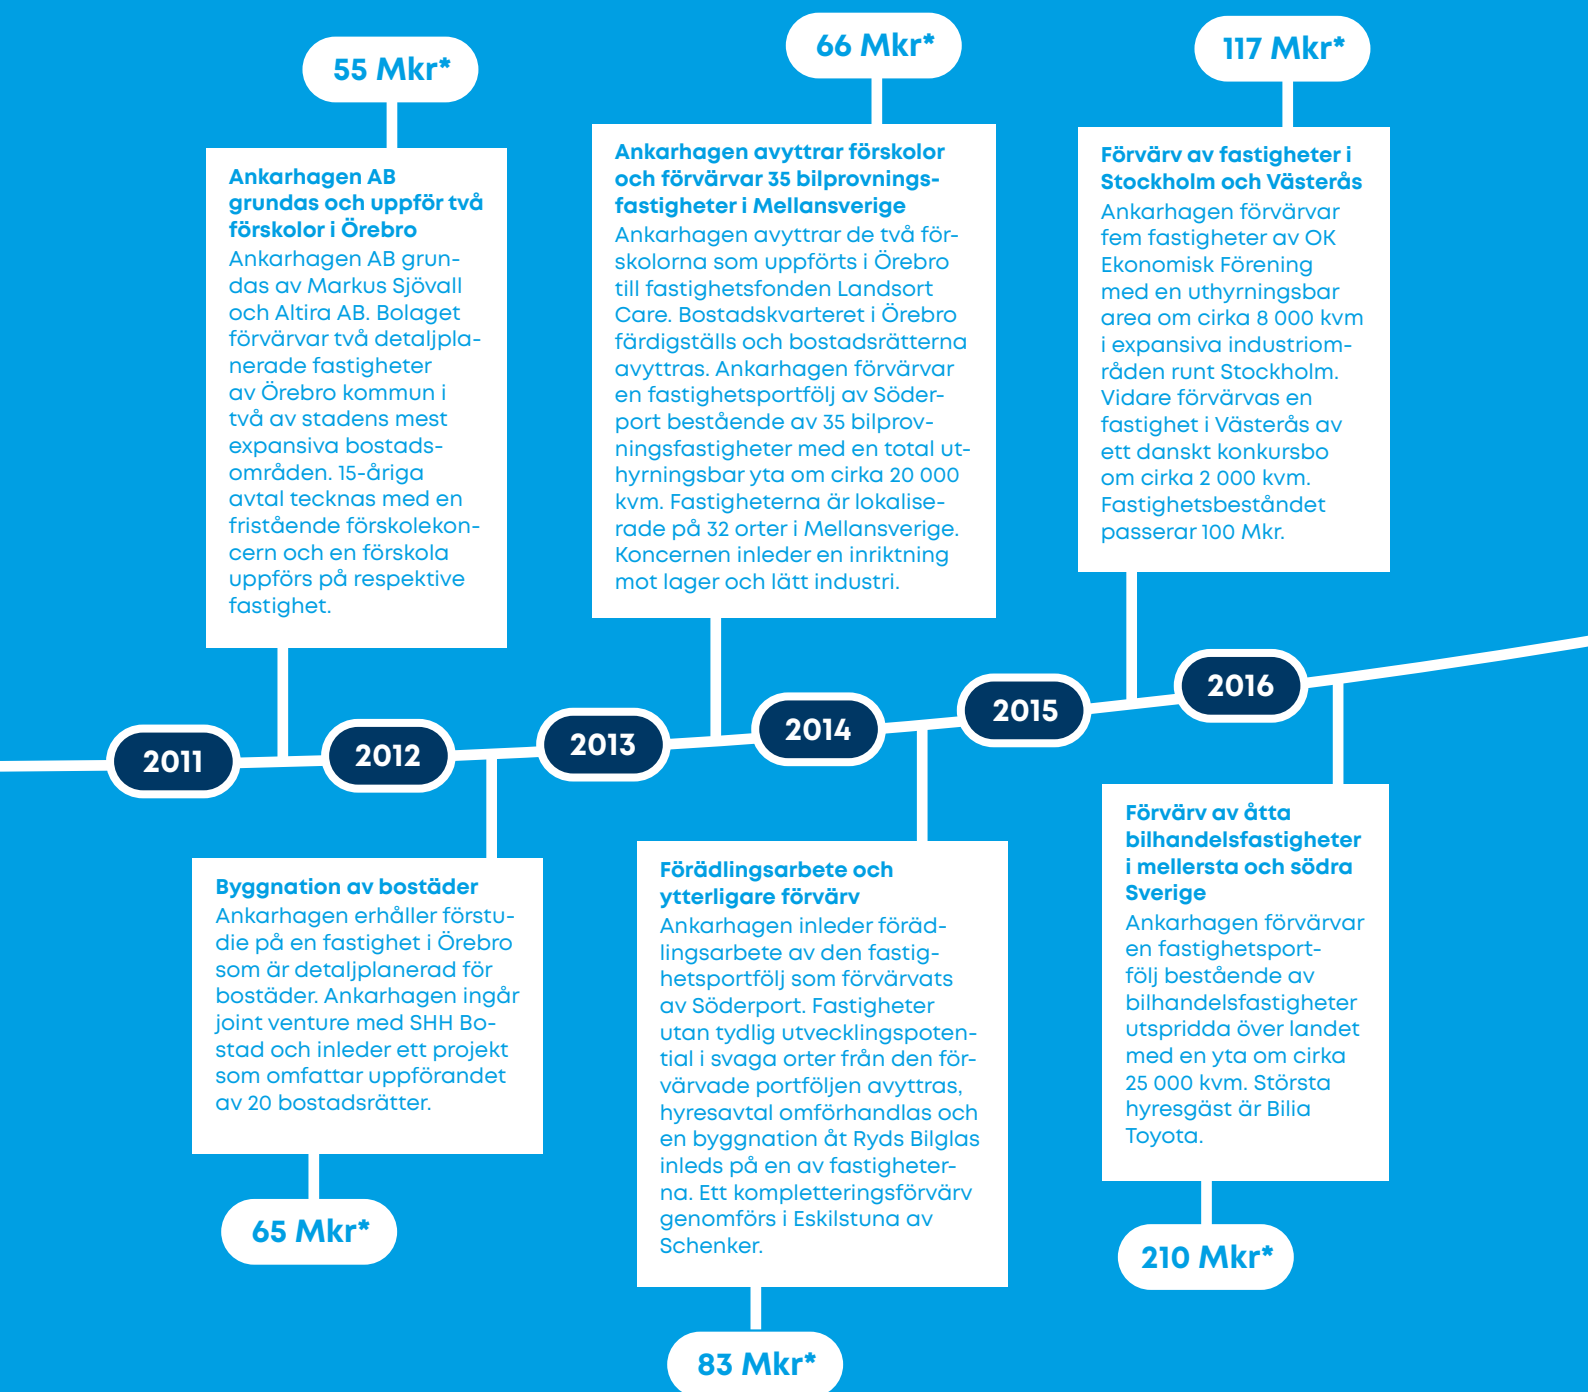 55 Mkr*
Ankarhagen AB
grundas och uppför två
förskolor i Örebro
Ankarhagen AB grun-
das av Markus Sjövall
och Altira AB. Bolaget
förvärvar två detaljpla-
nerade fastigheter
av Örebro kommun i
två av stadens mest
expansiva bostads-
områden. 15-åriga
avtal tecknas med en
fristående förskolekon-
cern och en förskola
uppförs på respektive
fastighet.
66 Mkr*
Ankarhagen avyttrar förskolor
och förvärvar 35 bilprovnings-
fastigheter i Mellansverige
Ankarhagen avyttrar de två för-
skolorna som uppförts i Örebro
till fastighetsfonden Landsort
Care. Bostadskvarteret i Örebro
färdigställs och bostadsrätterna
avyttras. Ankarhagen förvärvar
en fastighetsportfölj av Söder-
port bestående av 35 bilprov-
ningsfastigheter med en total ut-
hyrningsbar yta om cirka 20 000
kvm. Fastigheterna är lokalise-
rade på 32 orter i Mellansverige.
Koncernen inleder en inriktning
mot lager och lätt industri.
117 Mkr*
Förvärv av fastigheter i
Stockholm och Västerås
Ankarhagen förvärvar
fem fastigheter av OK
Ekonomisk Förening
med en uthyrningsbar
area om cirka 8 000 kvm
i expansiva industriom-
råden runt Stockholm.
Vidare förvärvas en
fastighet i Västerås av
ett danskt konkursbo
om cirka 2 000 kvm.
Fastighetsbeståndet
passerar 100 Mkr.
2011
2012
2013
2014
2015
2016
Byggnation av bostäder
Ankarhagen erhåller förstu-
die på en fastighet i Örebro
som är detaljplanerad för
bostäder. Ankarhagen ingår
joint venture med SHH Bo-
stad och inleder ett projekt
som omfattar uppförandet
av 20 bostadsrätter.
65 Mkr*
Förädlingsarbete och
ytterligare förvärv
Ankarhagen inleder föräd-
lingsarbete av den fastig-
hetsportfölj som förvärvats
av Söderport. Fastigheter
utan tydlig utvecklingspoten-
tial i svaga orter från den för-
värvade portföljen avyttras,
hyresavtal omförhandlas och
en byggnation åt Ryds Bilglas
inleds på en av fastigheter-
na. Ett kompletteringsförvärv
genomförs i Eskilstuna av
Schenker.
83 Mkr*
Förvärv av åtta
bilhandelsfastigheter
i mellersta och södra
Sverige
Ankarhagen förvärvar
en fastighetsport-
följ bestående av
bilhandelsfastigheter
utspridda över landet
med en yta om cirka
25 000 kvm. Största
hyresgäst är Bilia
Toyota.
210 Mkr*